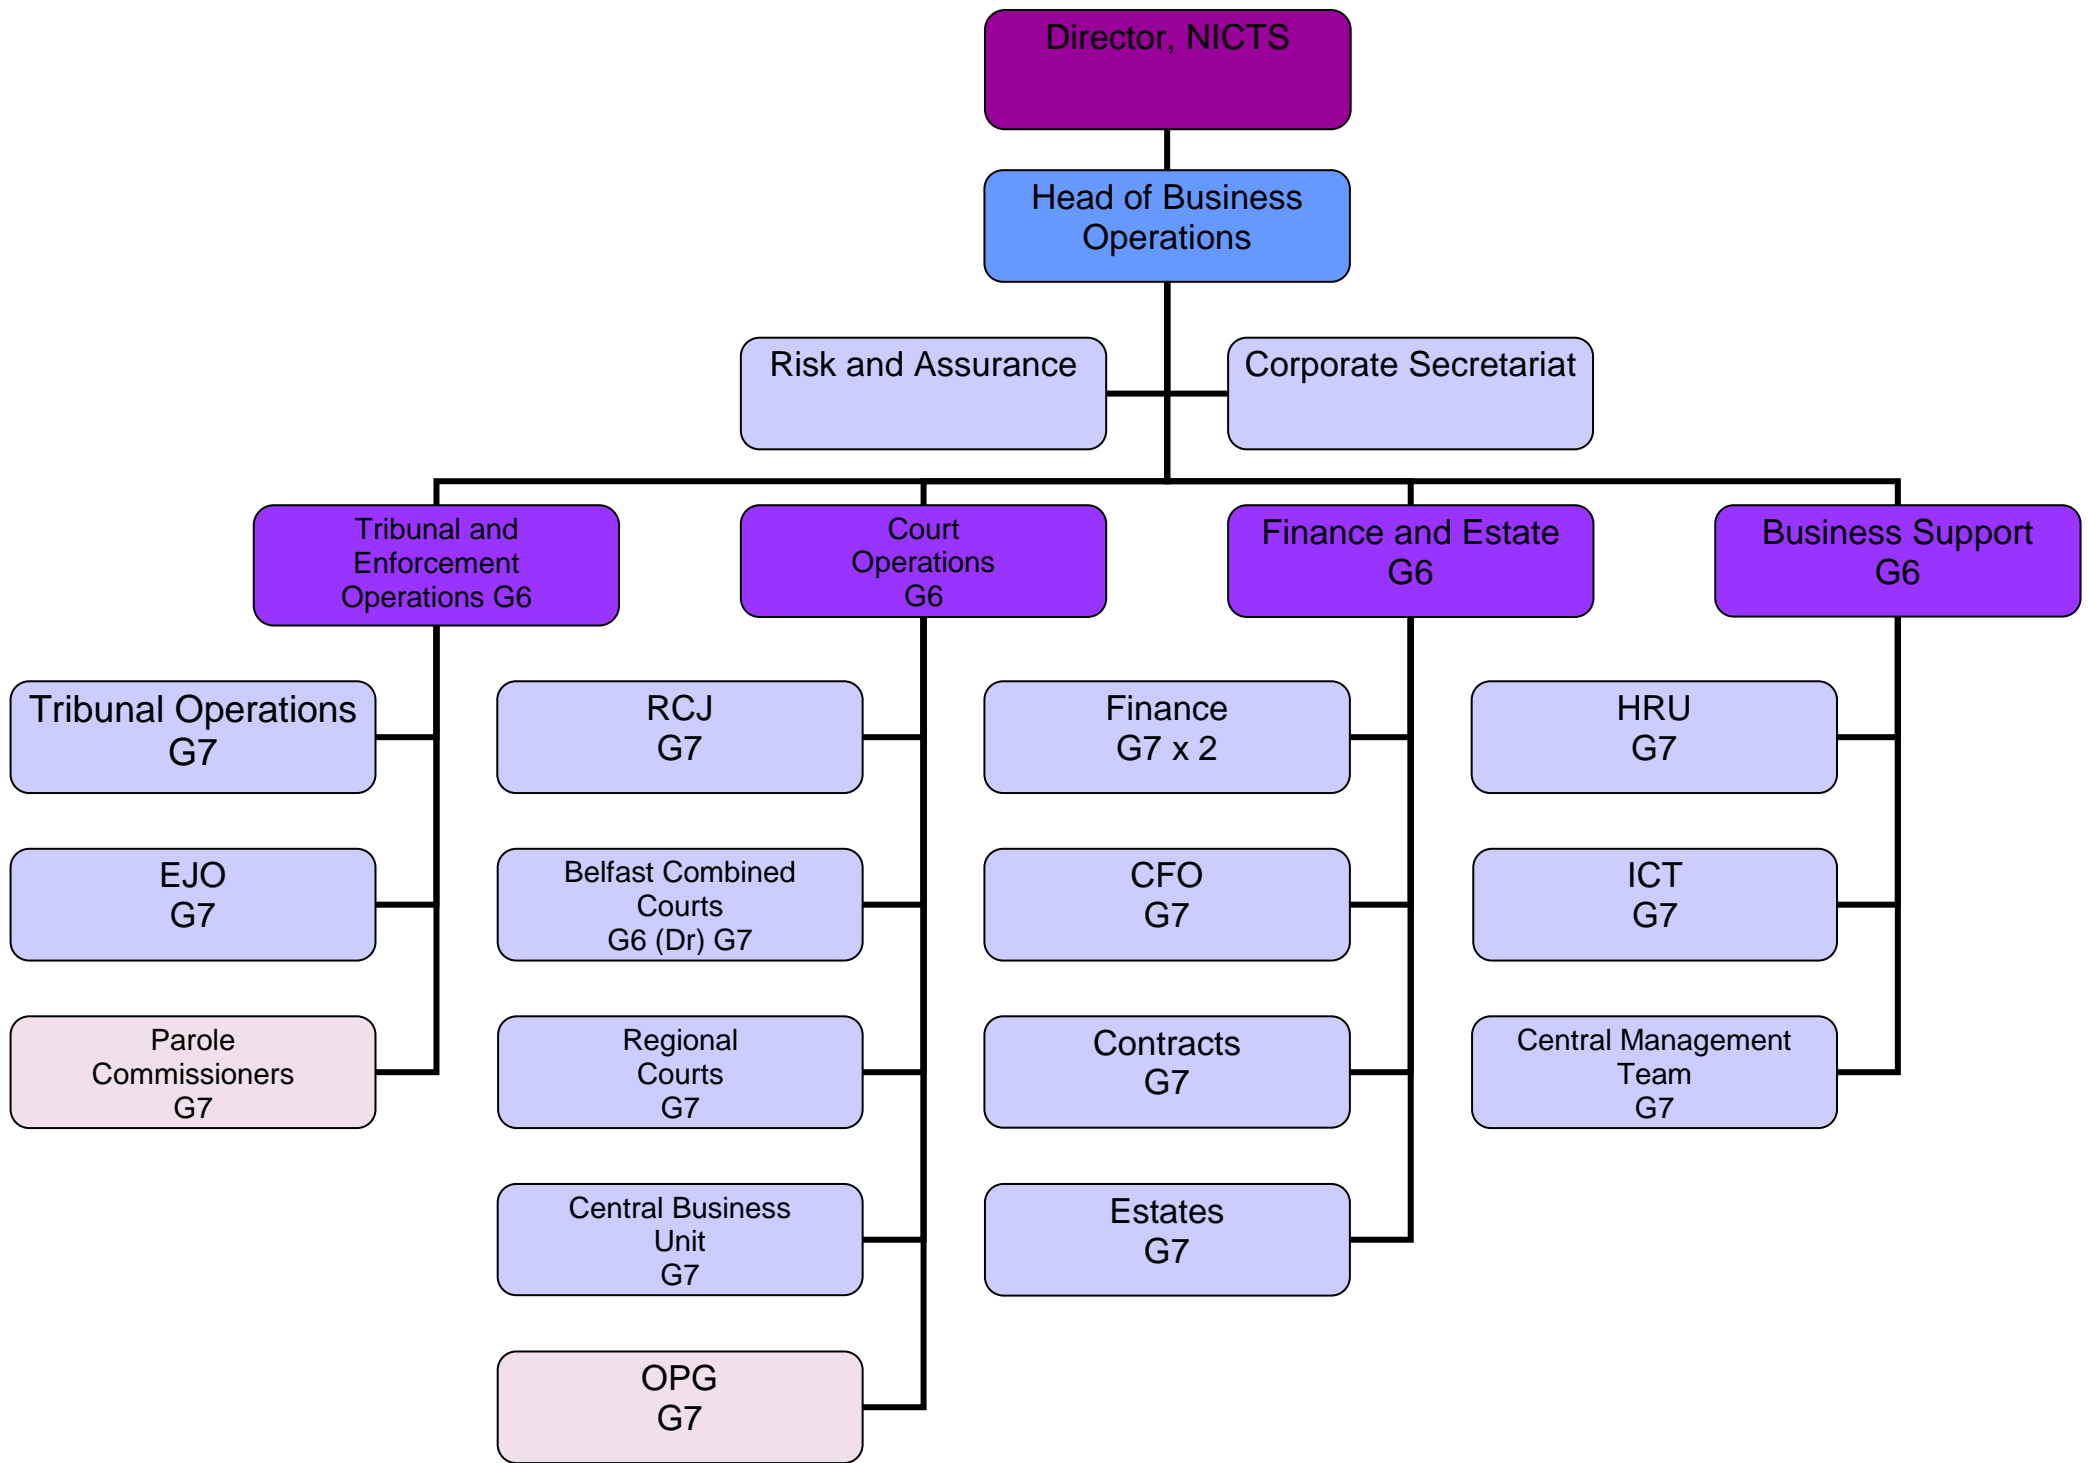 Director, NICTS
Head of Business
Operations
Risk and Assurance
Corporate Secretariat
Tribunal and
Enforcement
Operations G6
Court
Operations
G6
Finance and Estate
G6
Business Support
G6
Tribunal Operations
G7
RCJ
G7
Finance
G7 x 2
HRU
G7
EJO
G7
Belfast Combined
Courts
G6 (Dr) G7
CFO
G7
ICT
G7
Parole
Commissioners
G7
Regional
Courts
G7
Contracts
G7
Central Management
Team
G7
Central Business
Unit
G7
Estates
G7
OPG
G7